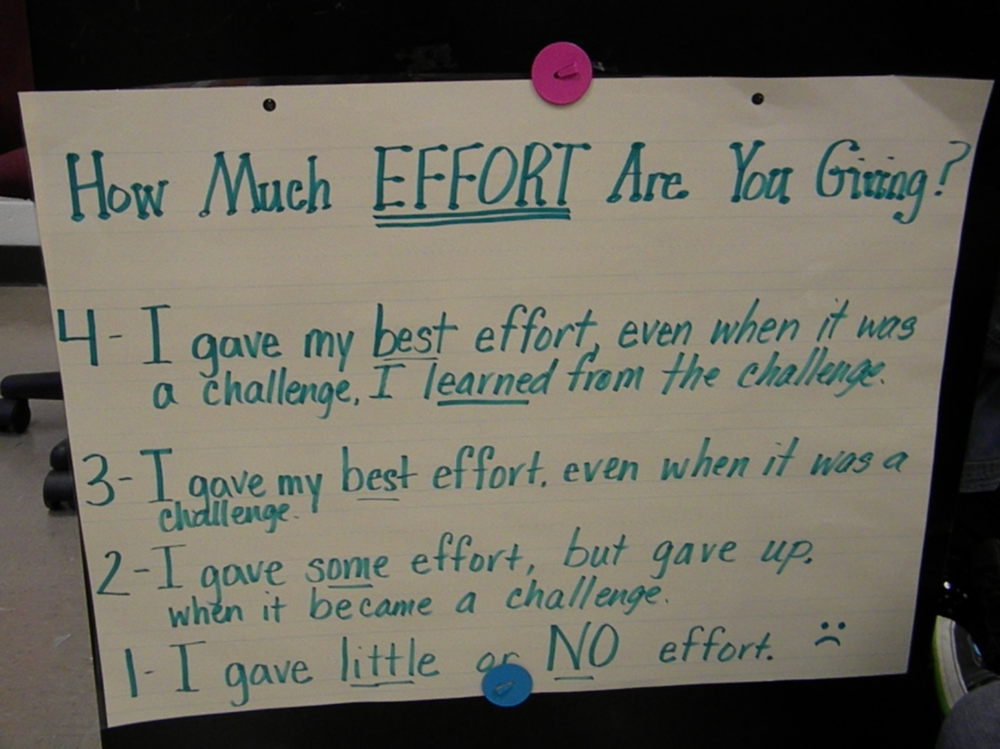 How Much EFFORT Are You Giving?
4- I gave my best effort, even when it was
a challenge, I learned from the challenge.
3- I gave my best effort, even when it was a
challenge.
2- I gave some effort, but gave up.
when it became a challenge.
1- I gave little or NO effort.